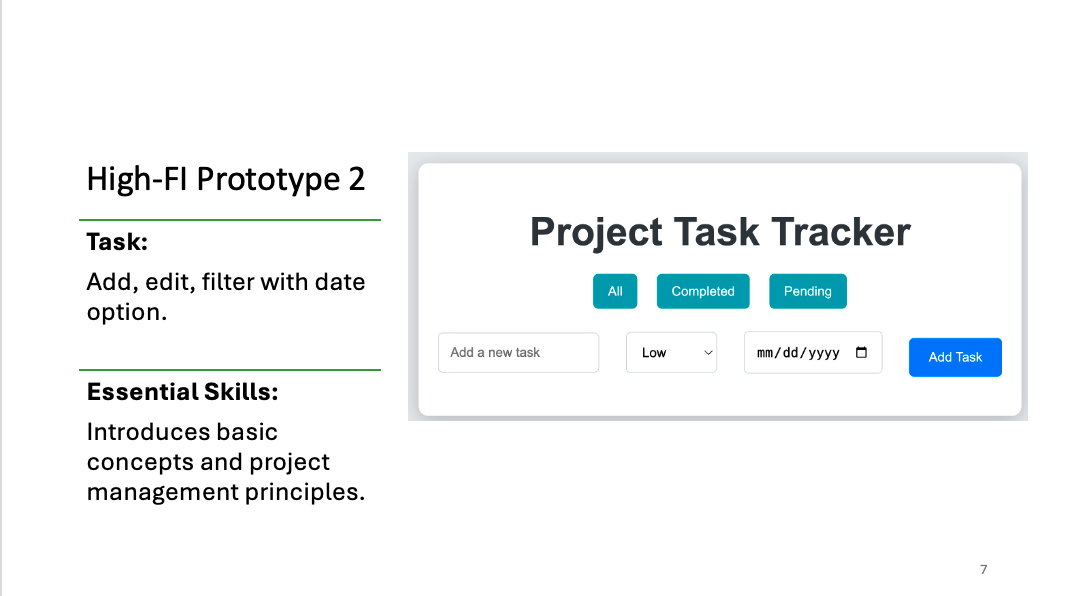 High-FI Prototype 2
Task:
Add, edit, filter with date
option.
Essential Skills:
Introduces basic
concepts and project
management principles.
Project Task Tracker
All
Completed
Pending
Add a new task
Low
mm/dd/yyyy
Add Task
7